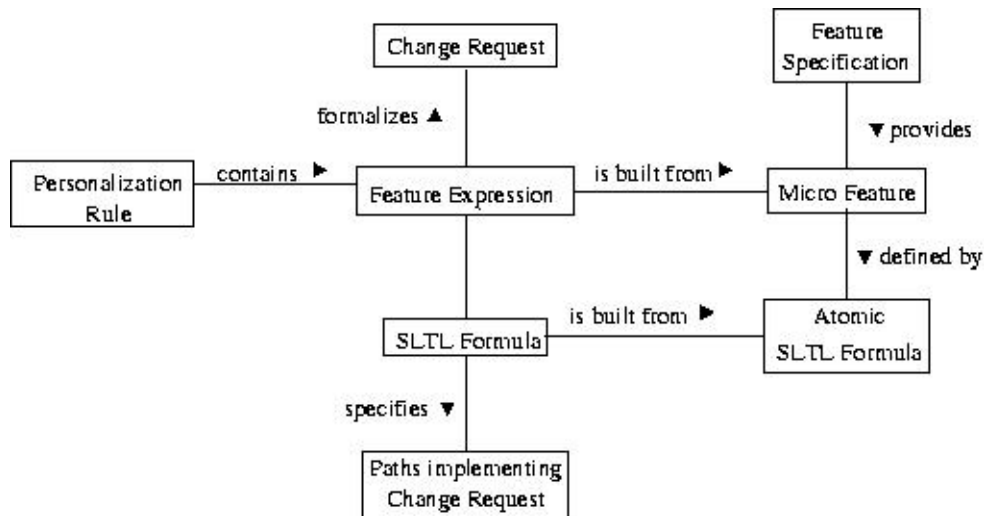 Change Request
Feature
Specification
formalizes ▲
▼ provides
Personalization
Rule
contains ►
Feature Expression
is built from ►
Micro Feature
▼ defined by
SLTL Formula
is built from ►
Atomic
SLTL Formula
specifies ▼
Paths implementing
Change Request